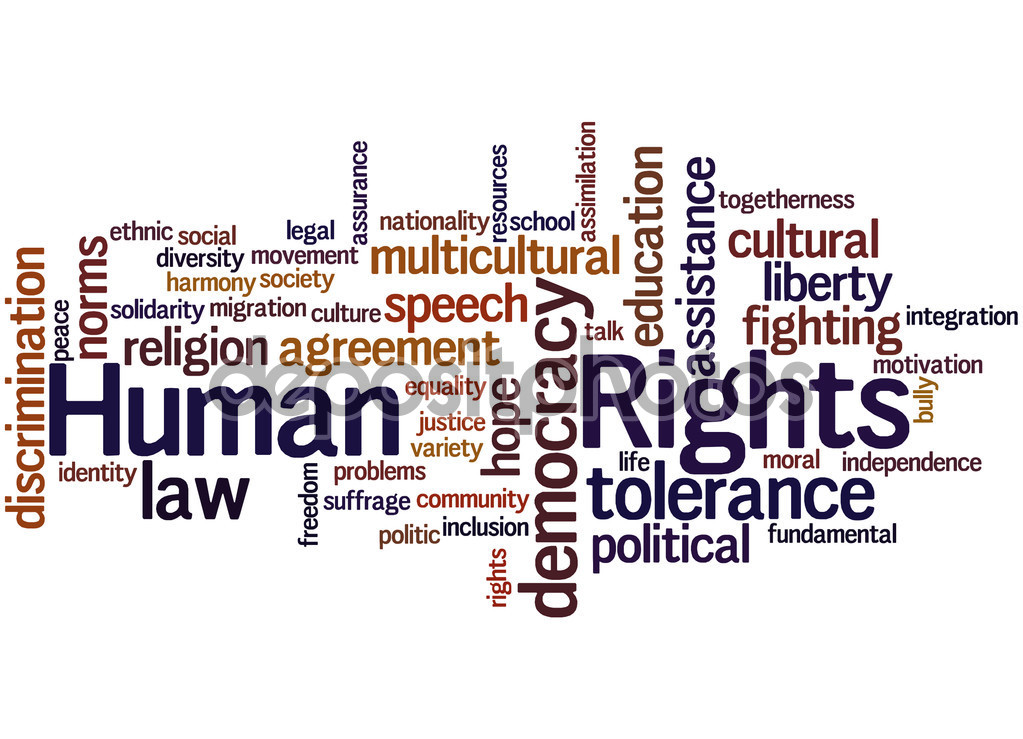 assurance
resources
assimilation
education
assistance
togetherness
ethnic
social
legal
nationality
school
cultural
norms
diversity
movement
multicultural
liberty
discrimination
harmony
society
peace
solidarity
migration
culture
speech
democracy
talk
fighting
integration
religion
agreement
depositphotos
motivation
Human
equality
hope
Rights
bully
justice
variety
identity
law
freedom
problems
life
moral
independence
suffrage
community
tolerance
politic
inclusion
political
fundamental
rights